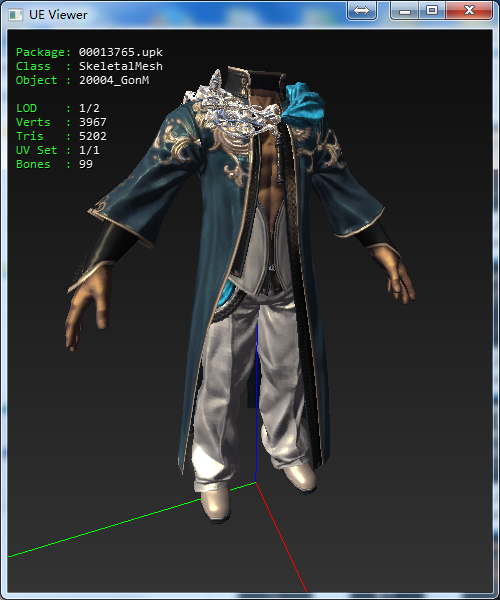 UE Viewer
Package: 00013765.upk
Class  : SkeletalMesh
Object : 20004_GonM
LOD    : 1/2
Verts  : 3967
Tris   : 5202
UV Set : 1/1
Bones  : 99